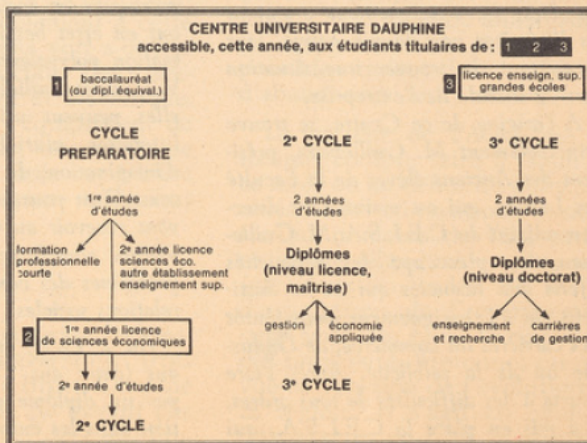 CENTRE UNIVERSITAIRE DAUPHINE
accessible, cette année, aux étudiants titulaires de : 1 2 3
1
baccalauréat
(ou dipl. équival.)
CYCLE
PREPARATOIRE
1re année
d'études
formation
professionnelle
courte
2e année licence
sciences éco.
autre établissement
enseignement sup.
2
1re année licence
de sciences économiques
2e année d'études
2e CYCLE
2e CYCLE
2 années
d'études
Diplômes
(niveau licence,
maîtrise)
gestion
économie
appliquée
3e CYCLE
3
licence enseign. sup.
grandes écoles
3e CYCLE
2 années
d'études
Diplômes
(niveau doctorat)
enseignement
et recherche
carrières
de gestion